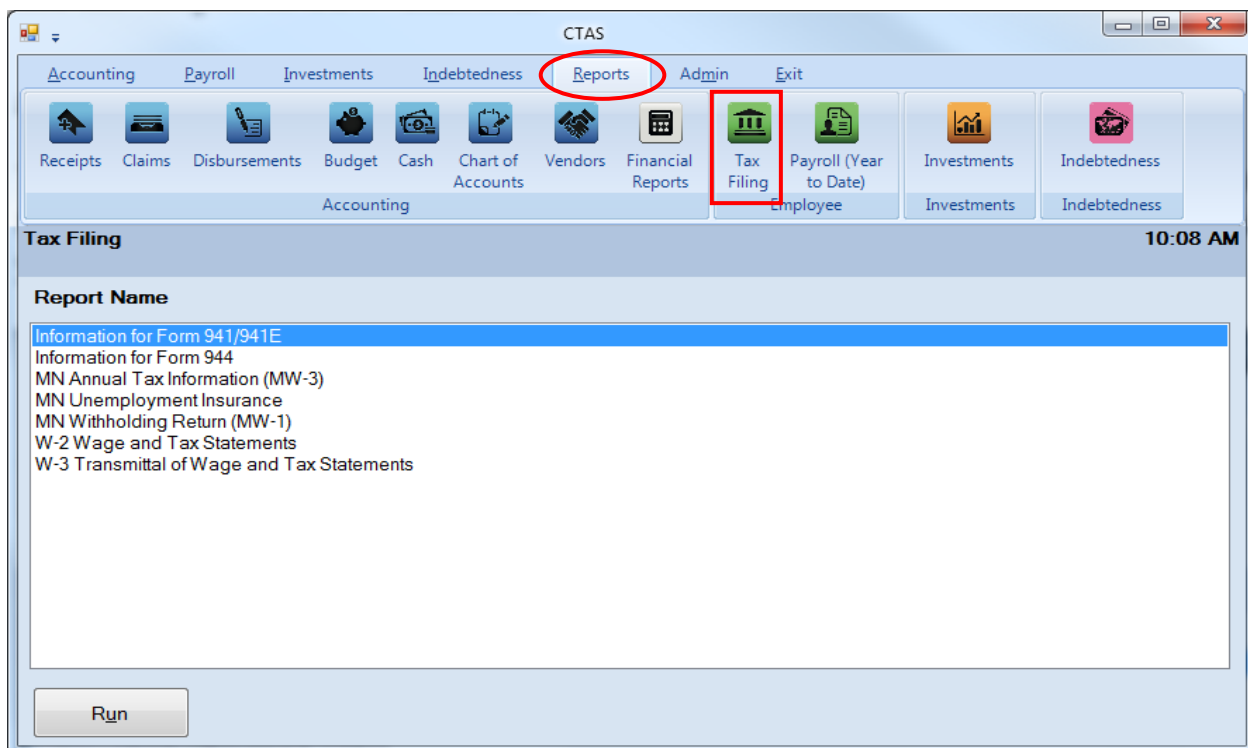 CTAS
Accounting Payroll Investments Indebtedness Reports Admin Exit
Receipts Claims Disbursements Budget Cash Chart of Accounts Vendors Financial Reports Tax Filing Payroll (Year to Date) Investments Indebtedness
Accounting Employee Investments Indebtedness
Tax Filing 10:08 AM
Report Name
Information for Form 941/941E
Information for Form 944
MN Annual Tax Information (MW-3)
MN Unemployment Insurance
MN Withholding Return (MW-1)
W-2 Wage and Tax Statements
W-3 Transmittal of Wage and Tax Statements
Run